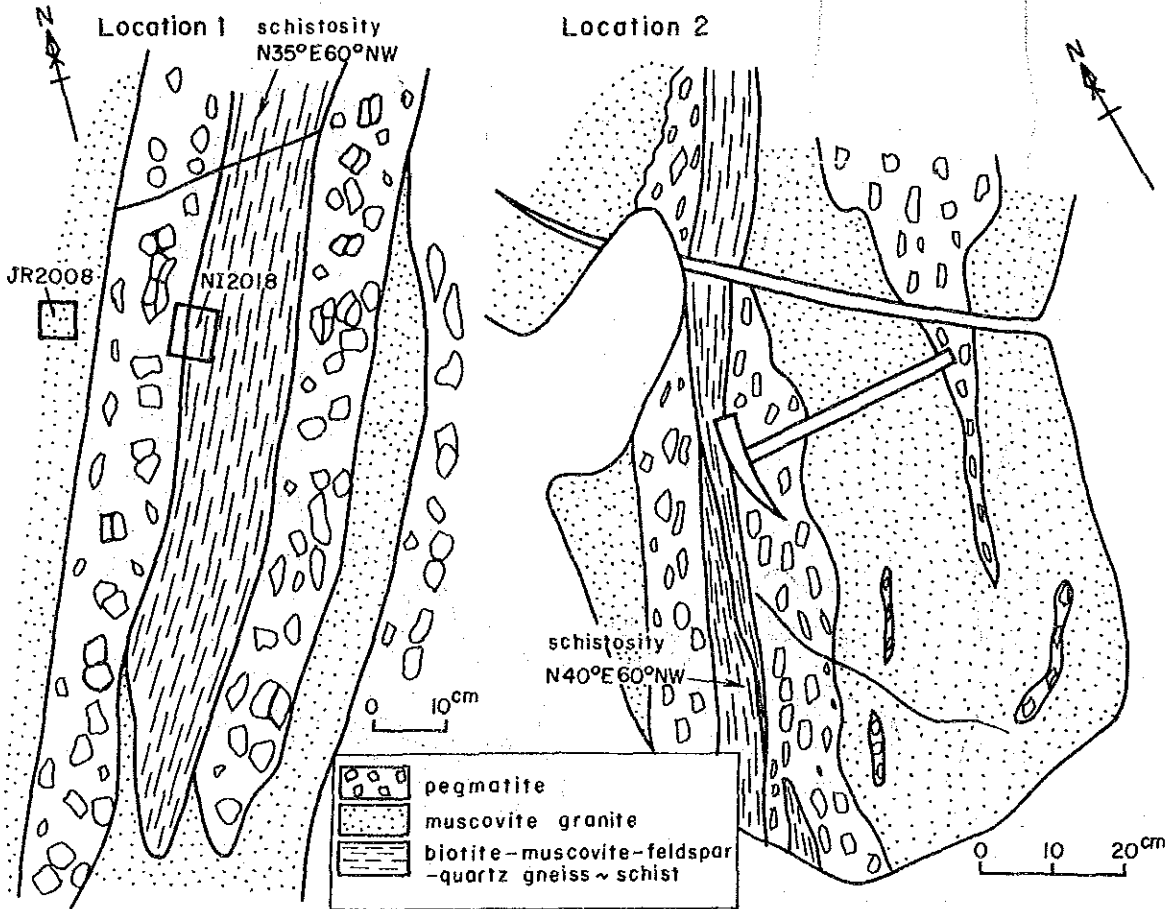 N
Location 1
schistosity
N35°E60°NW
Location 2
N
JR2008
NI2018
schistosity
N40°E60°NW
0 10cm
pegmatite
muscovite granite
biotite-muscovite-feldspar
-quartz gneiss ~ schist
0 10 20cm